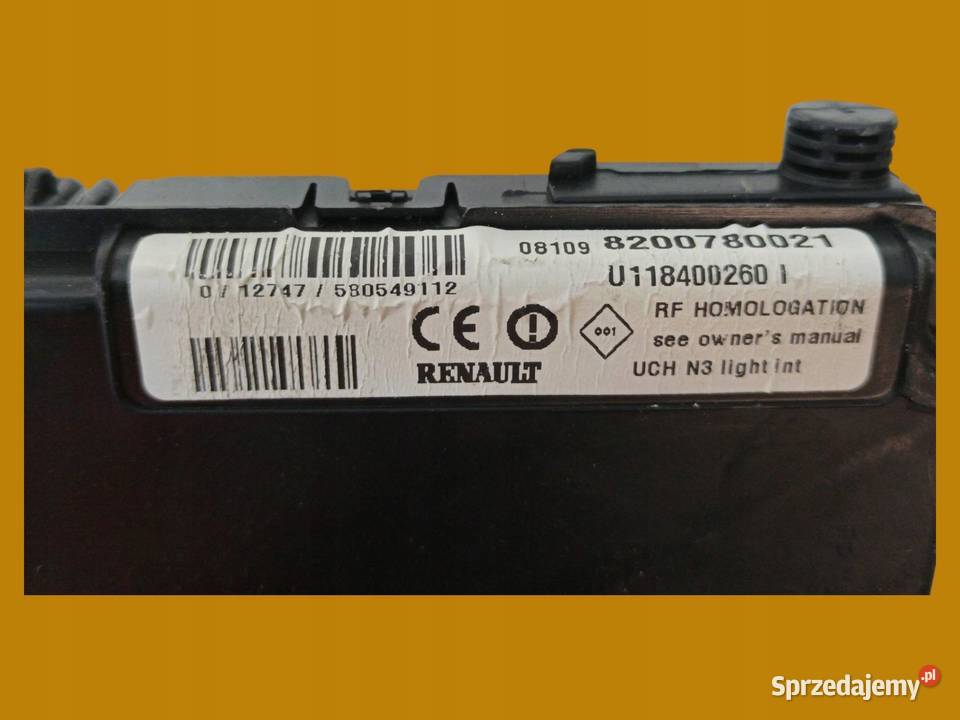 08109 8200780021
U118400260 I
0 / 12747 / 580549112
RF HOMOLOGATION
see owner's manual
UCH N3 light int
CE
001
RENAULT
Sprzedajemy.pl